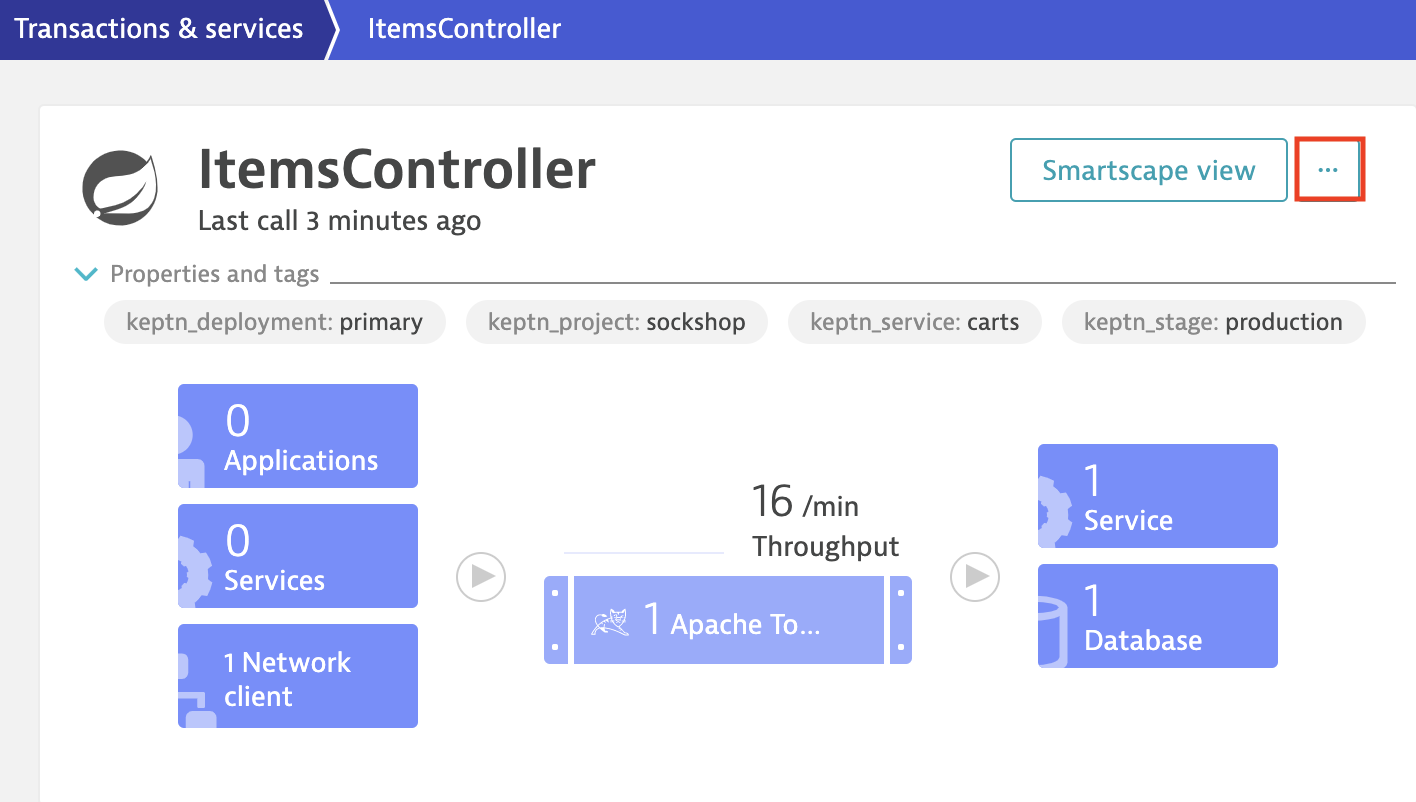 Transactions & services
ItemsController
ItemsController
Last call 3 minutes ago
Smartscape view
...
Properties and tags
keptn_deployment: primary
keptn_project: sockshop
keptn_service: carts
keptn_stage: production
0
Applications
0
Services
1 Network
client
16 /min
Throughput
1 Apache To...
1
Service
1
Database